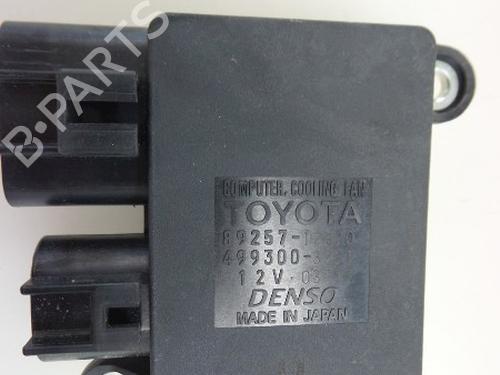 B-PARTS
COMPUTER, COOLING FAN
TOYOTA
12V
DENSO
MADE IN JAPAN